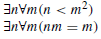 ∃n∀m(n < m²)
∃n∀m(nm = m)